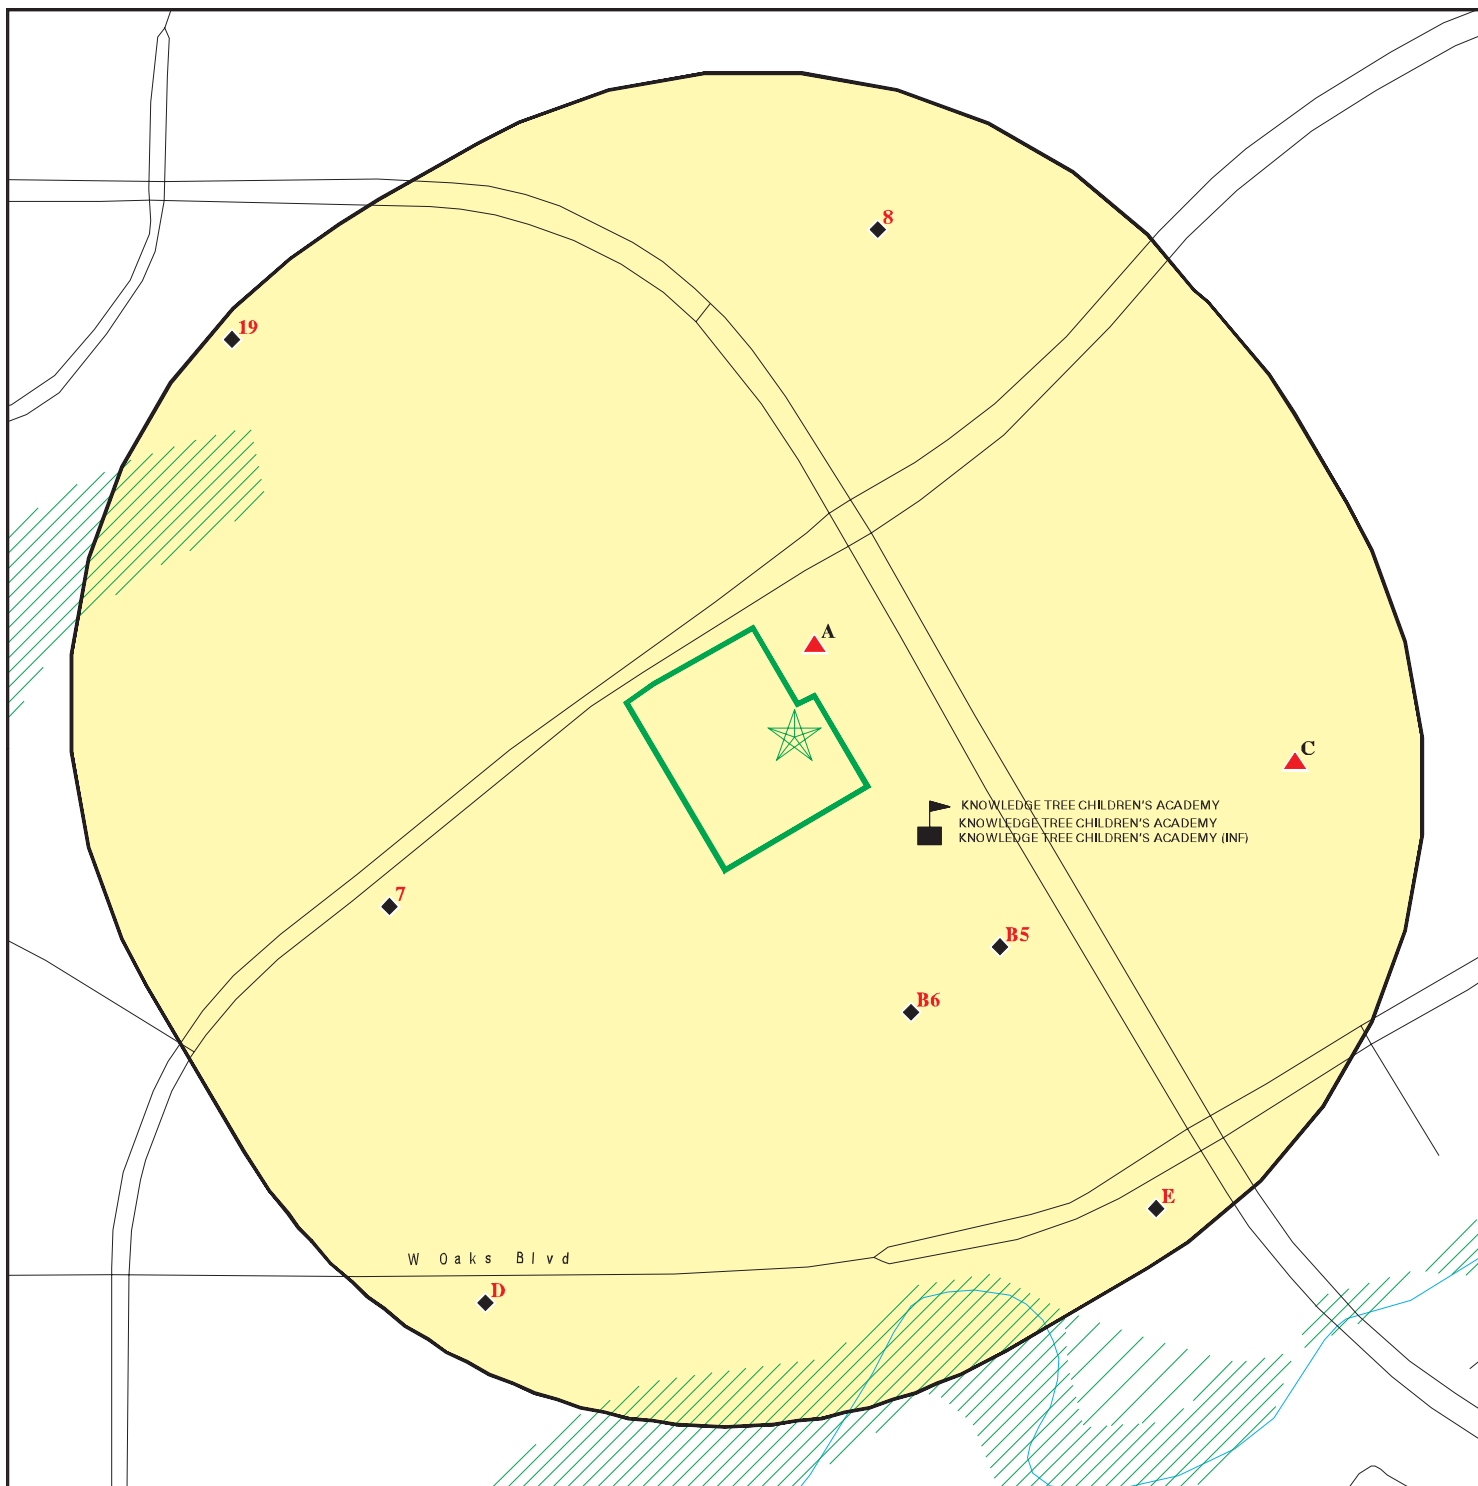 8
19
A
C
KNOWLEDGE TREE CHILDREN'S ACADEMY
KNOWLEDGE TREE CHILDREN'S ACADEMY
KNOWLEDGE TREE CHILDREN'S ACADEMY (INF)
7
B5
B6
E
W Oaks Blvd
D